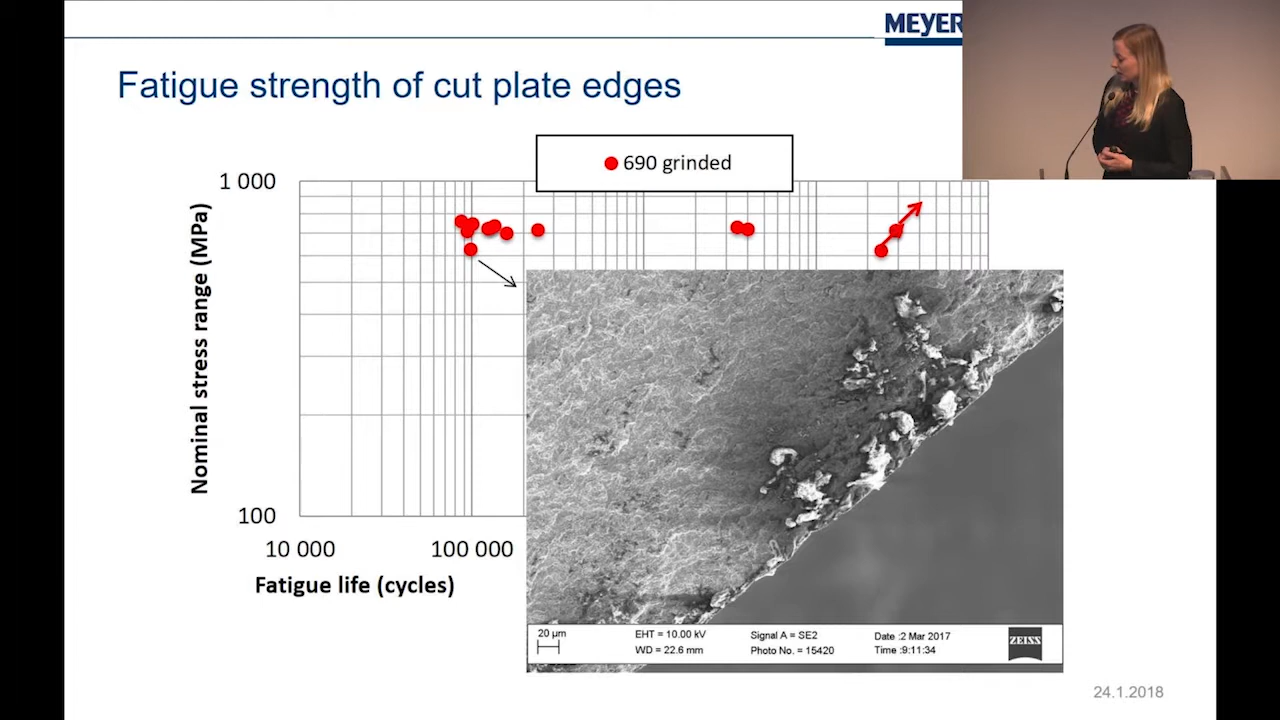 MEYER
Fatigue strength of cut plate edges
690 grinded
1 000
Nominal stress range (MPa)
100
10 000
100 000
Fatigue life (cycles)
20 µm
EHT = 10.00 kV
Signal A = SE2
Date :2 Mar 2017
WD = 22.6 mm
Photo No. = 15420
Time :9:11:34
ZEISS
24.1.2018